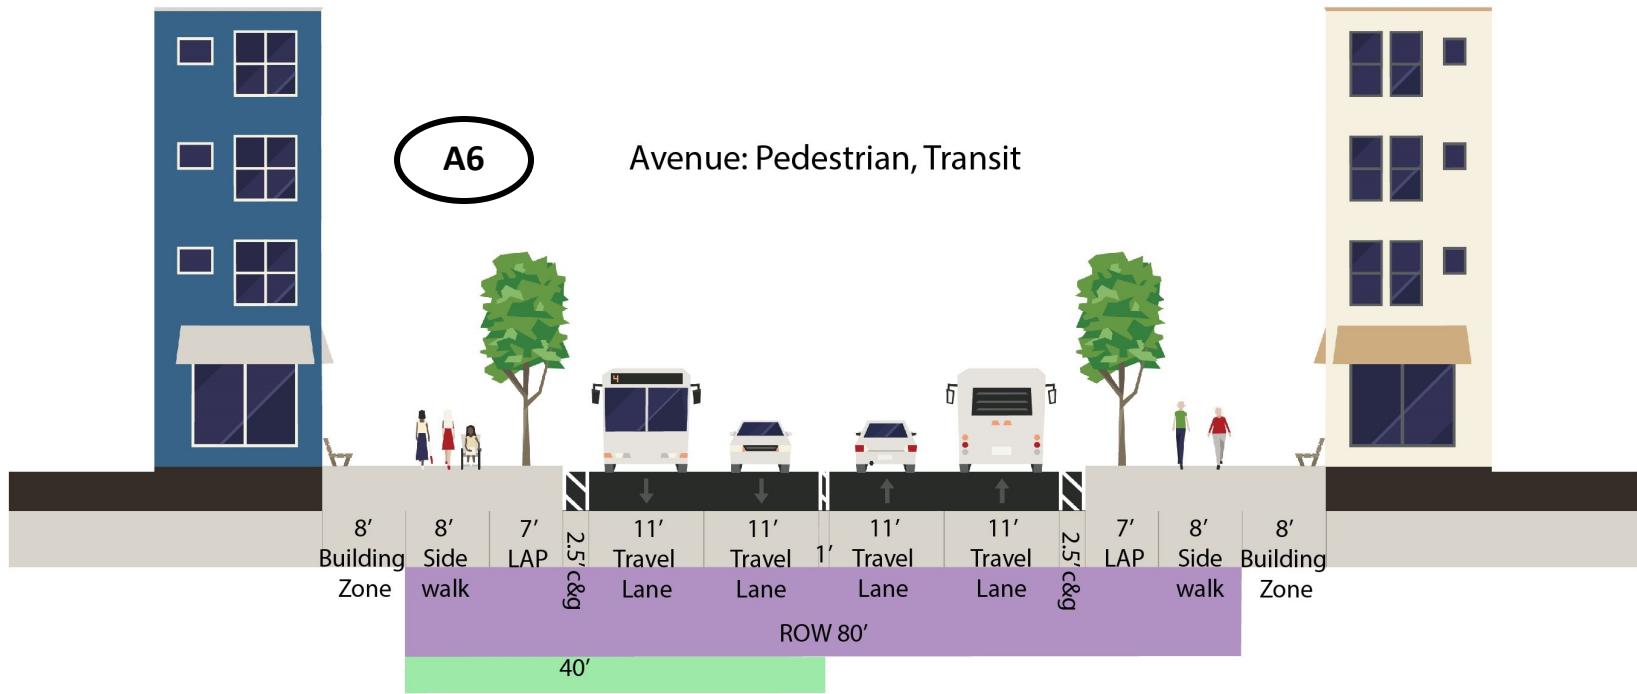 A6
Avenue: Pedestrian, Transit
4
8’ Building Zone
8’ Side walk
7’ LAP
2.5’ c&g
11’ Travel Lane
11’ Travel Lane
1’
11’ Travel Lane
11’ Travel Lane
2.5’ c&g
7’ LAP
8’ Side walk
8’ Building Zone
ROW 80’
40’